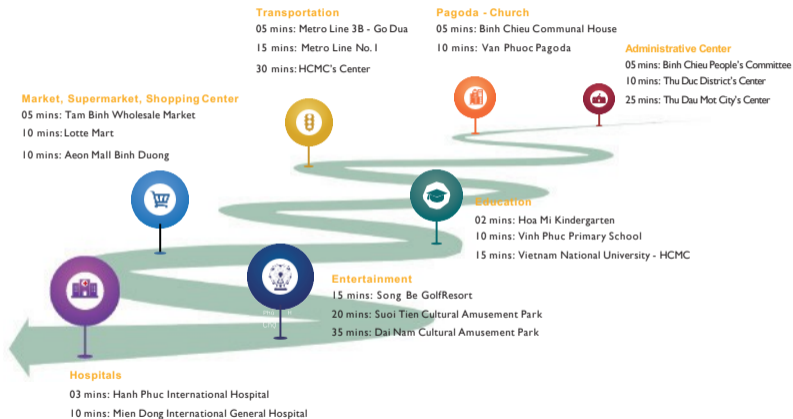 Transportation
05 mins: Metro Line 3B - Go Dua
15 mins: Metro Line No.1
30 mins: HCMC's Center
Pagoda - Church
05 mins: Binh Chieu Communal House
10 mins: Van Phuoc Pagoda
Administrative Center
05 mins: Binh Chieu People's Committee
10 mins: Thu Duc District's Center
25 mins: Thu Dau Mot City's Center
Market, Supermarket, Shopping Center
05 mins: Tam Binh Wholesale Market
10 mins: Lotte Mart
10 mins: Aeon Mall Binh Duong
Education
02 mins: Hoa Mi Kindergarten
10 mins: Vinh Phuc Primary School
15 mins: Vietnam National University - HCMC
Entertainment
15 mins: Song Be GolfResort
20 mins: Suoi Tien Cultural Amusement Park
35 mins: Dai Nam Cultural Amusement Park
Hospitals
03 mins: Hanh Phuc International Hospital
10 mins: Mien Dong International General Hospital